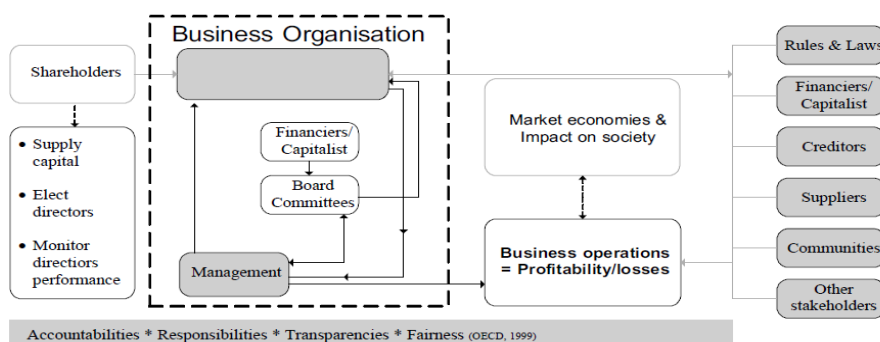 Business Organisation
Shareholders
• Supply
capital
• Elect
directors
• Monitor
directiors
performance
Financiers/
Capitalist
Board
Committees
Management
Market economies &
Impact on society
Business operations
= Profitability/losses
Rules & Laws
Financiers/
Capitalist
Creditors
Suppliers
Communities
Other
stakeholders
Accountabilities * Responsibilities * Transparencies * Fairness (OECD, 1999)